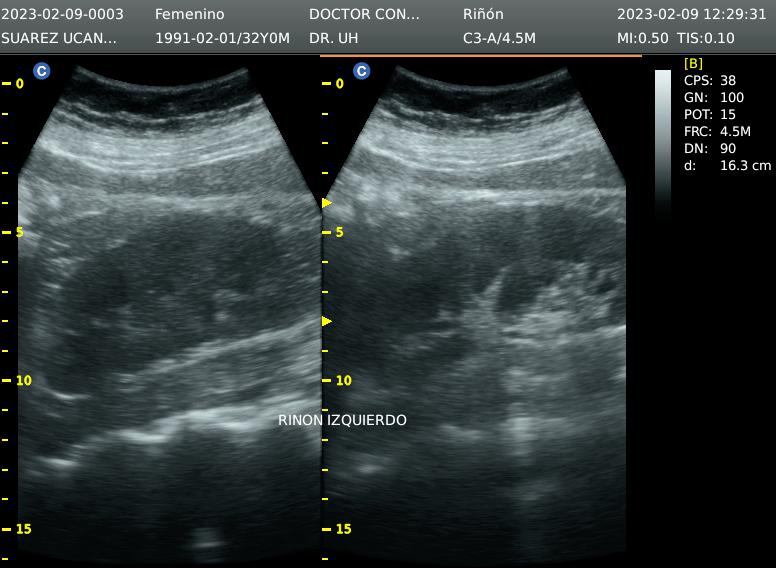 2023-02-09-0003 Femenino DOCTOR CON... Riñón 2023-02-09 12:29:31
SUAREZ UCAN... 1991-02-01/32Y0M DR. UH C3-A/4.5M MI:0.50 TIS:0.10
C
C
[B]
CPS: 38
GN: 100
POT: 15
FRC: 4.5M
DN: 90
d: 16.3 cm
0
5
10
15
0
5
10
15
RINON IZQUIERDO